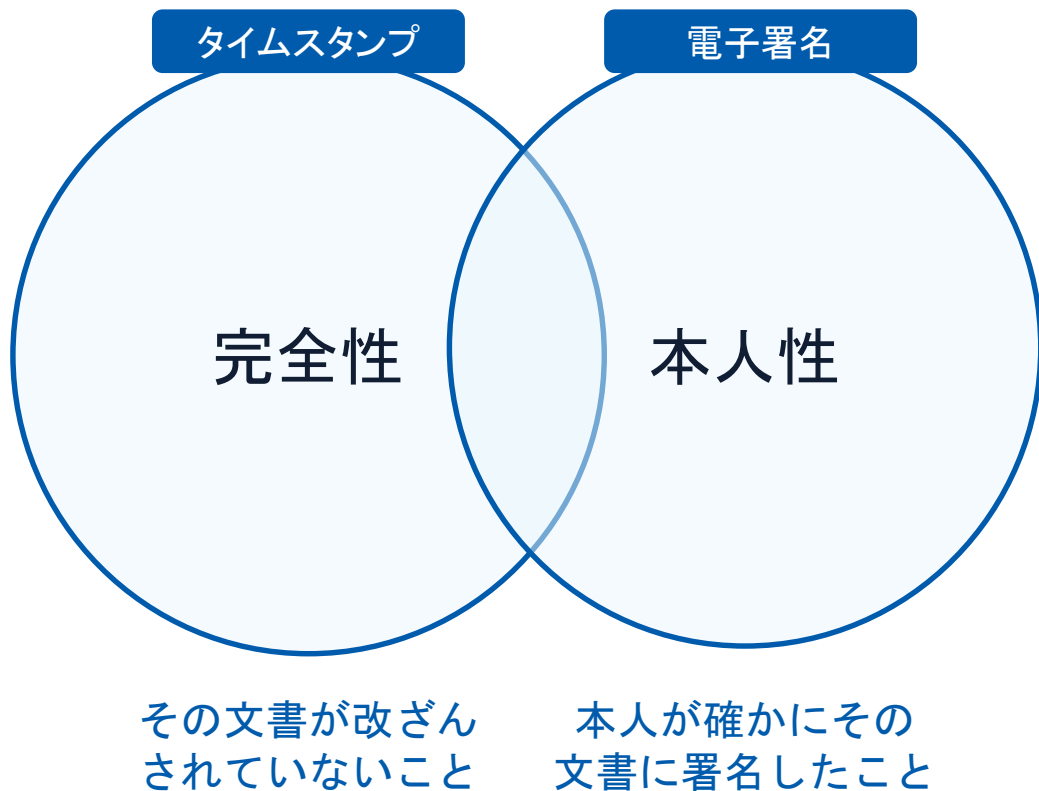 タイムスタンプ
電子署名
完全性
本人性
その文書が改ざん
されていないこと
本人が確かにその
文書に署名したこと